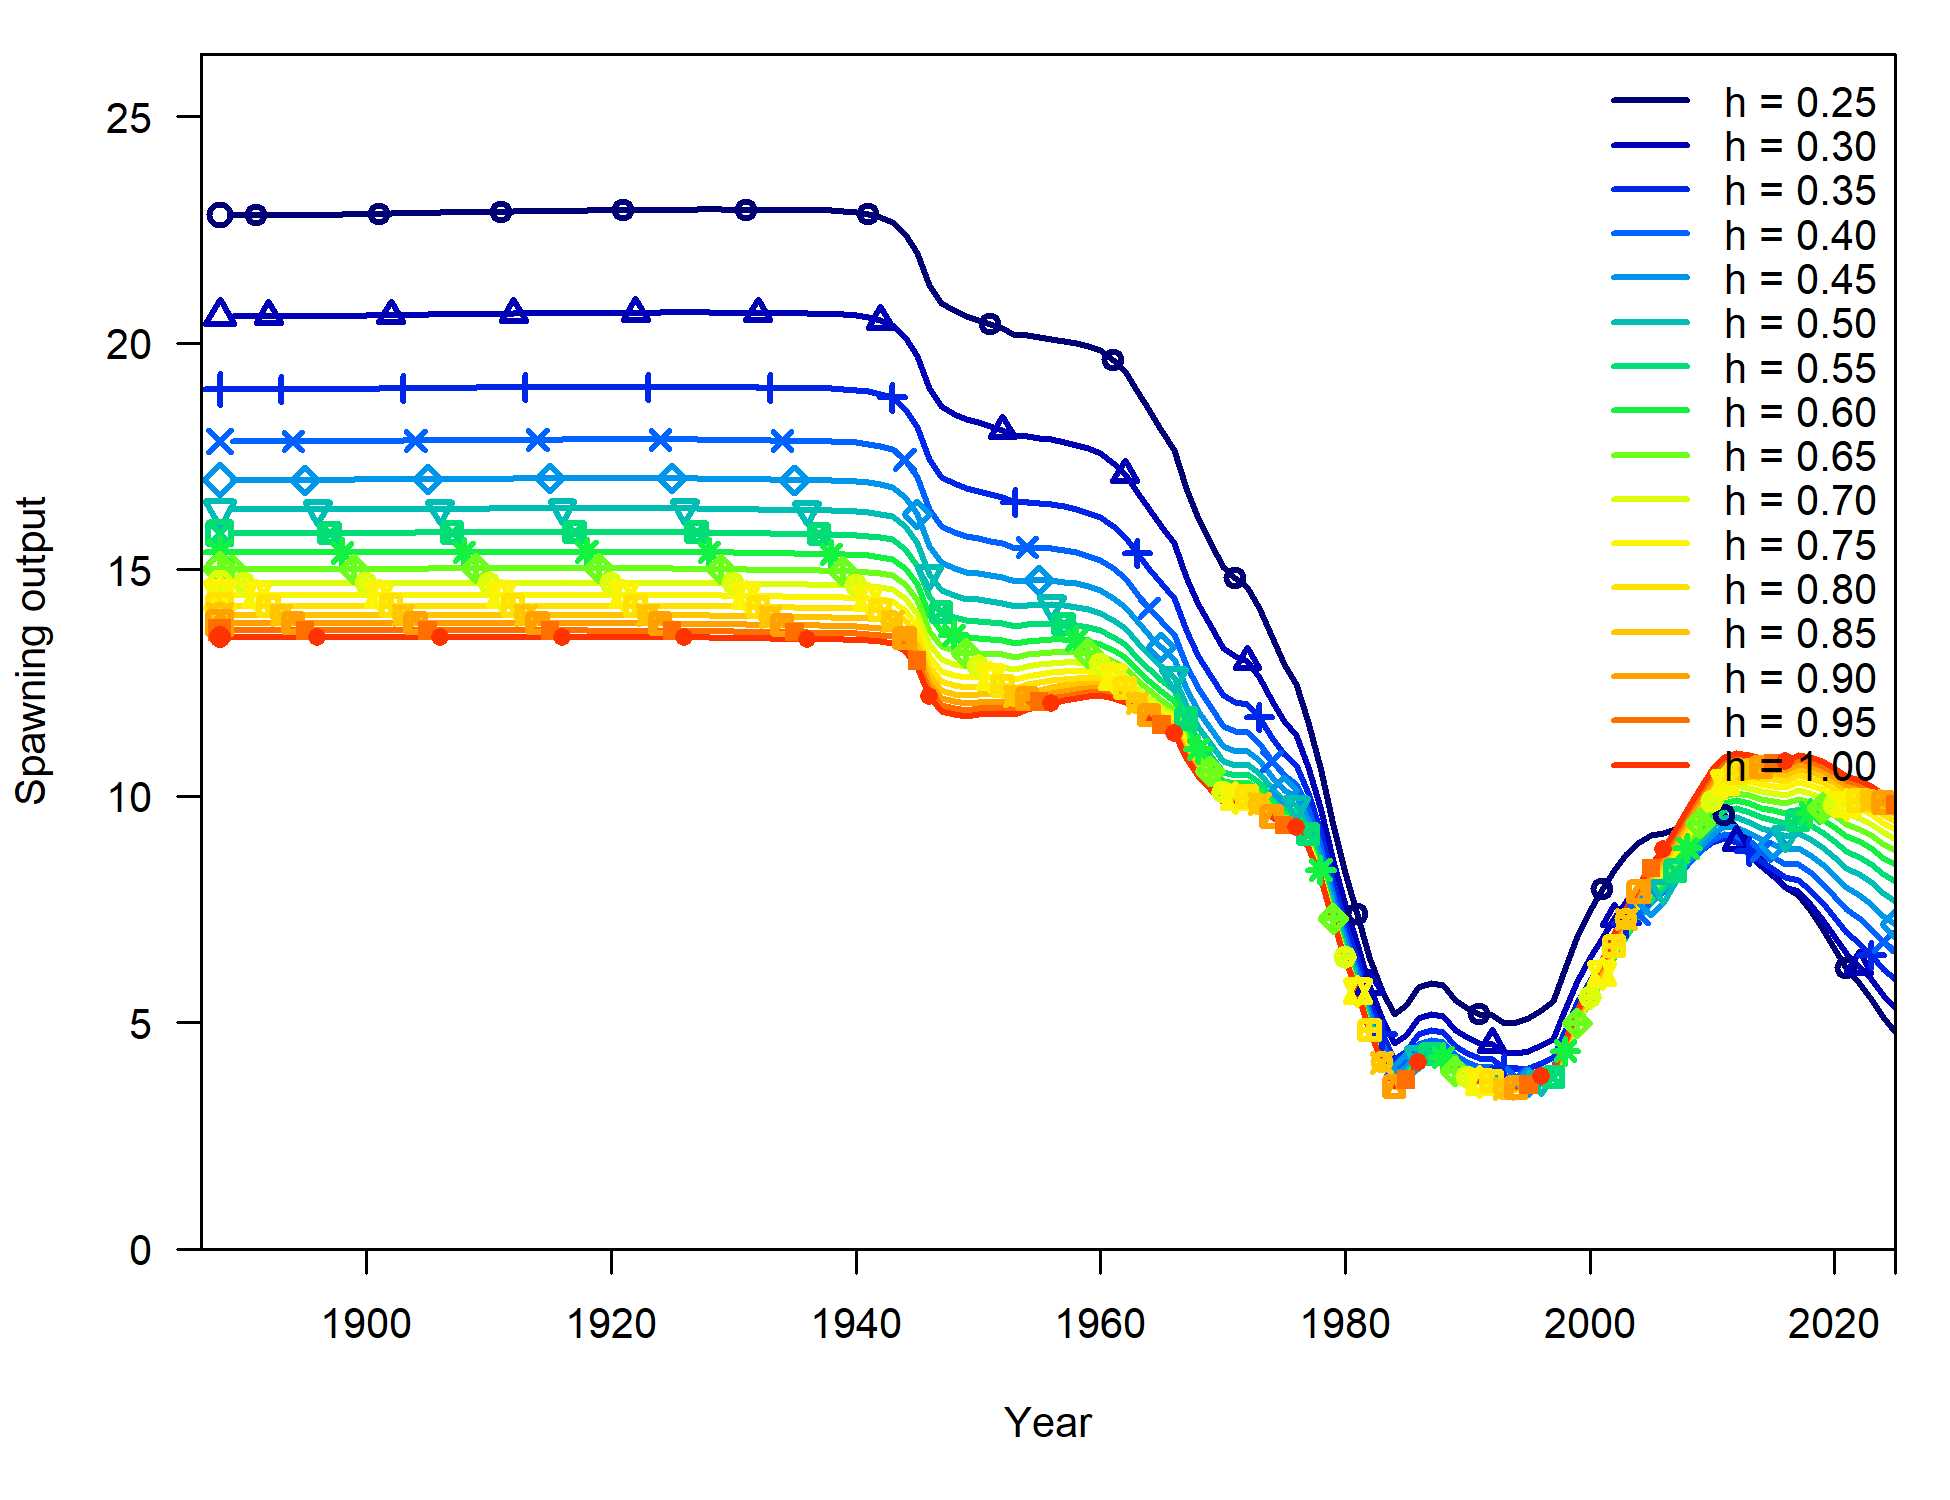 25
20
15
10
5
0
Spawning output
h = 0.25
h = 0.30
h = 0.35
h = 0.40
h = 0.45
h = 0.50
h = 0.55
h = 0.60
h = 0.65
h = 0.70
h = 0.75
h = 0.80
h = 0.85
h = 0.90
h = 0.95
h = 1.00
1900 1920 1940 1960 1980 2000 2020
Year